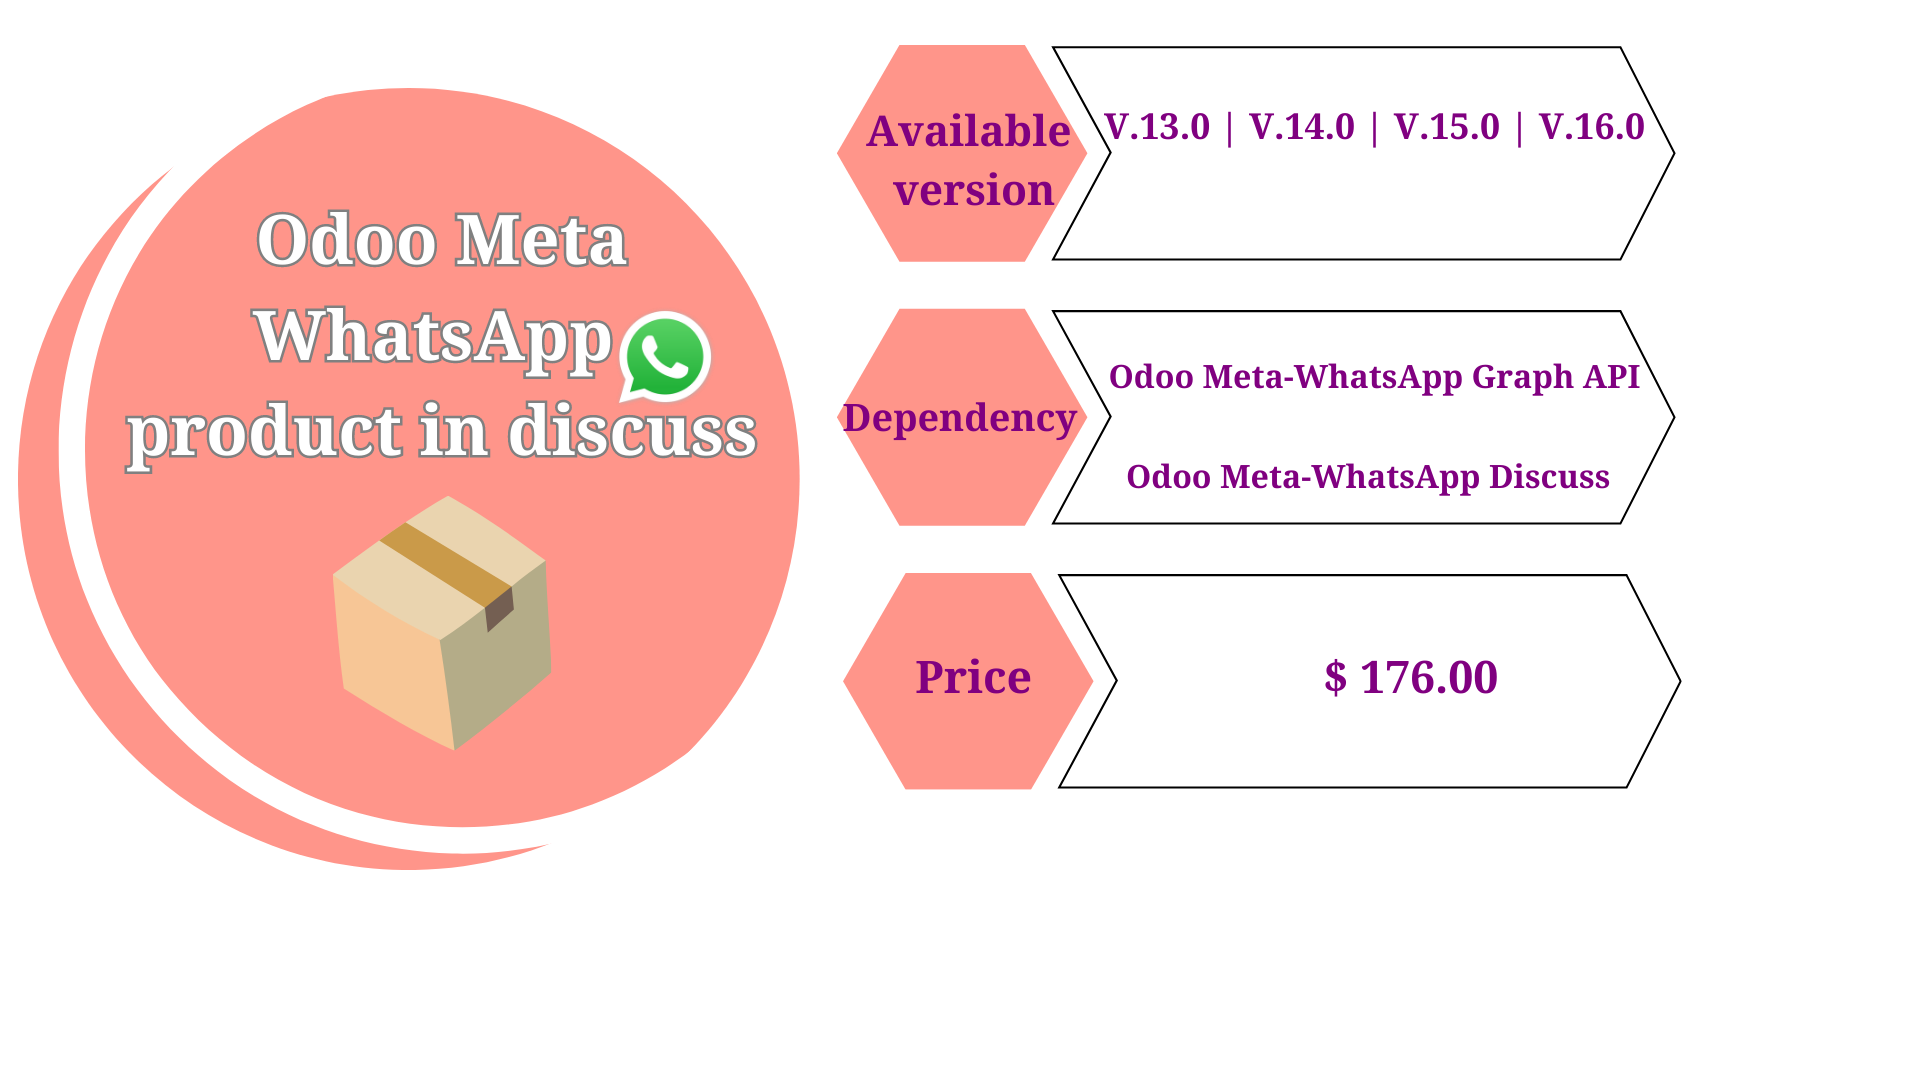 Odoo Meta
WhatsApp
product in discuss
Available
version
V.13.0 | V.14.0 | V.15.0 | V.16.0
Dependency
Odoo Meta-WhatsApp Graph API
Odoo Meta-WhatsApp Discuss
Price
$ 176.00